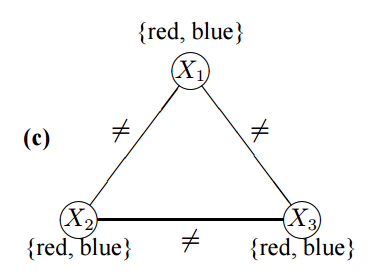 {red, blue}
X1
(c) ≠ ≠
X2 X3
{red, blue} ≠ {red, blue}